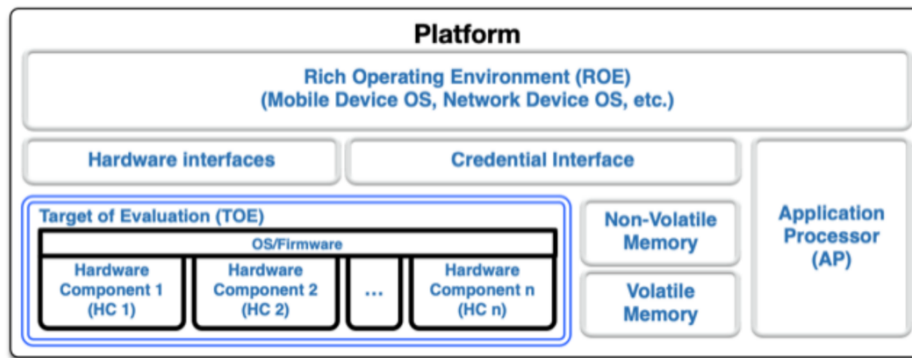 Platform
Rich Operating Environment (ROE)
(Mobile Device OS, Network Device OS, etc.)
Hardware interfaces
Credential Interface
Target of Evaluation (TOE)
OS/Firmware
Hardware
Component 1
(HC 1)
Hardware
Component 2
(HC 2)
...
Hardware
Component n
(HC n)
Non-Volatile
Memory
Volatile
Memory
Application
Processor
(AP)